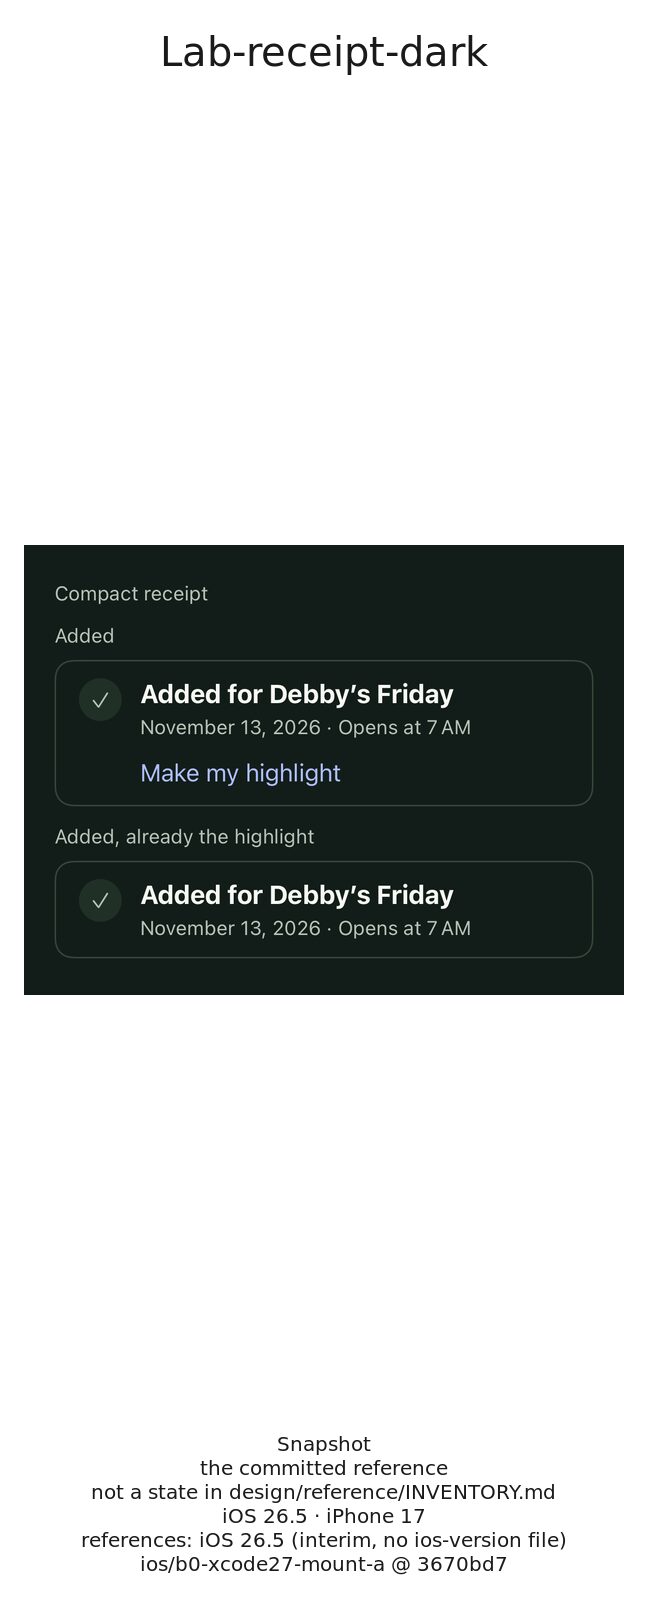 Lab-receipt-dark
Compact receipt
Added
Added for Debby’s Friday
November 13, 2026 · Opens at 7 AM
Make my highlight
Added, already the highlight
Added for Debby’s Friday
November 13, 2026 · Opens at 7 AM
Snapshot
the committed reference
not a state in design/reference/INVENTORY.md
iOS 26.5 · iPhone 17
references: iOS 26.5 (interim, no ios-version file)
ios/b0-xcode27-mount-a @ 3670bd7